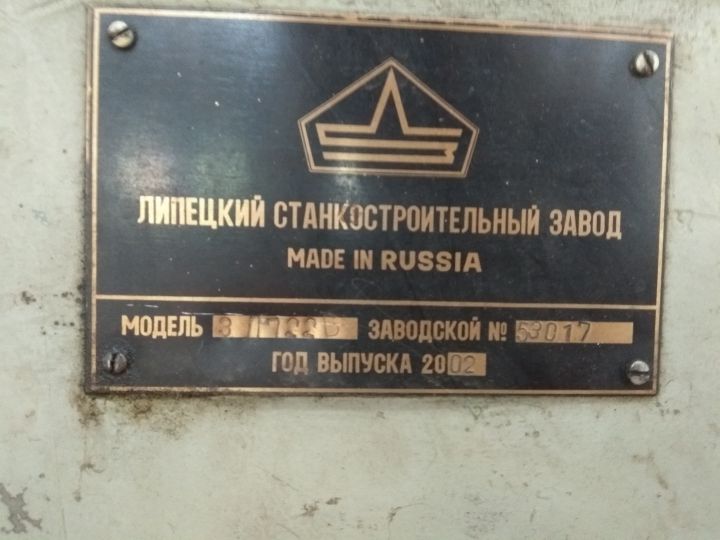 ЛИПЕЦКИЙ СТАНКОСТРОИТЕЛЬНЫЙ ЗАВОД
MADE IN RUSSIA
МОДЕЛЬ ЗАВОДСКОЙ № 53017
ГОД ВЫПУСКА 2002